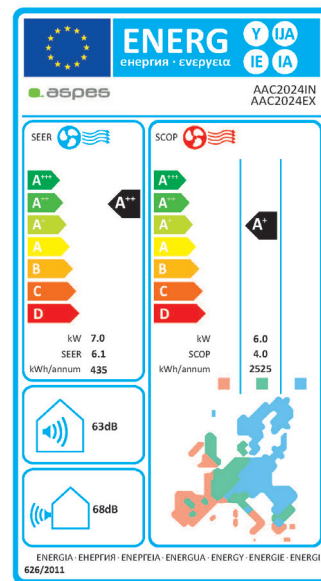 ENERG Y IJA
енергия · ενεργεια IE IA
aspes
AAC2024IN
AAC2024EX
SEER SCOP
A+++ A+++
A++ A++ A++
A+ A+ A+
A A
B B
C C
D D
kW 7.0 kW 6.0
SEER 6.1 SCOP 4.0
kWh/annum 435 kWh/annum 2525
63dB
68dB
ENERGIA · ЕНЕРГИЯ · ΕΝΕΡΓΕΙΑ · ENERGIJA · ENERGY · ENERGIE · ENERGI
626/2011